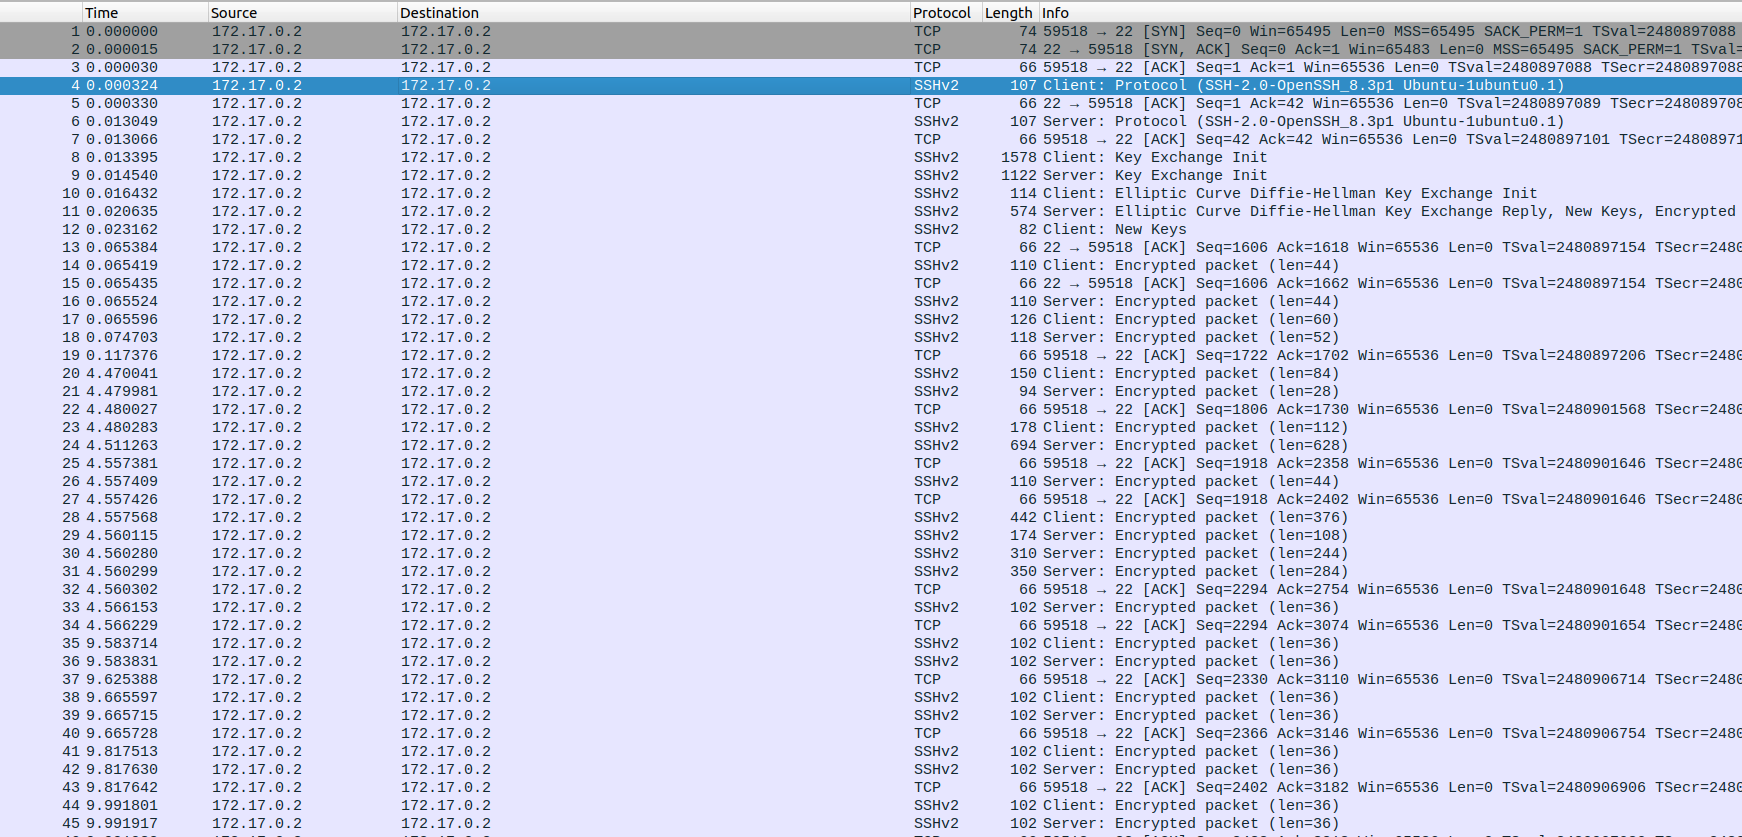 Time Source Destination Protocol Length Info
1 0.000000 172.17.0.2 172.17.0.2 TCP 74 59518 → 22 [SYN] Seq=0 Win=65495 Len=0 MSS=65495 SACK_PERM=1 TSval=2480897088
2 0.000015 172.17.0.2 172.17.0.2 TCP 74 22 → 59518 [SYN, ACK] Seq=0 Ack=1 Win=65483 Len=0 MSS=65495 SACK_PERM=1 TSval=
3 0.000030 172.17.0.2 172.17.0.2 TCP 66 59518 → 22 [ACK] Seq=1 Ack=1 Win=65536 Len=0 TSval=2480897088 TSecr=2480897088
4 0.000324 172.17.0.2 172.17.0.2 SSHv2 107 Client: Protocol (SSH-2.0-OpenSSH_8.3p1 Ubuntu-1ubuntu0.1)
5 0.000330 172.17.0.2 172.17.0.2 TCP 66 22 → 59518 [ACK] Seq=1 Ack=42 Win=65536 Len=0 TSval=2480897089 TSecr=248089708
6 0.013049 172.17.0.2 172.17.0.2 SSHv2 107 Server: Protocol (SSH-2.0-OpenSSH_8.3p1 Ubuntu-1ubuntu0.1)
7 0.013066 172.17.0.2 172.17.0.2 TCP 66 59518 → 22 [ACK] Seq=42 Ack=42 Win=65536 Len=0 TSval=2480897101 TSecr=24808971
8 0.013395 172.17.0.2 172.17.0.2 SSHv2 1578 Client: Key Exchange Init
9 0.014540 172.17.0.2 172.17.0.2 SSHv2 1122 Server: Key Exchange Init
10 0.016432 172.17.0.2 172.17.0.2 SSHv2 114 Client: Elliptic Curve Diffie-Hellman Key Exchange Init
11 0.020635 172.17.0.2 172.17.0.2 SSHv2 574 Server: Elliptic Curve Diffie-Hellman Key Exchange Reply, New Keys, Encrypted
12 0.023162 172.17.0.2 172.17.0.2 SSHv2 82 Client: New Keys
13 0.065384 172.17.0.2 172.17.0.2 TCP 66 22 → 59518 [ACK] Seq=1606 Ack=1618 Win=65536 Len=0 TSval=2480897154 TSecr=2480
14 0.065419 172.17.0.2 172.17.0.2 SSHv2 110 Client: Encrypted packet (len=44)
15 0.065435 172.17.0.2 172.17.0.2 TCP 66 22 → 59518 [ACK] Seq=1606 Ack=1662 Win=65536 Len=0 TSval=2480897154 TSecr=2480
16 0.065524 172.17.0.2 172.17.0.2 SSHv2 110 Server: Encrypted packet (len=44)
17 0.065596 172.17.0.2 172.17.0.2 SSHv2 126 Client: Encrypted packet (len=60)
18 0.074703 172.17.0.2 172.17.0.2 SSHv2 118 Server: Encrypted packet (len=52)
19 0.117376 172.17.0.2 172.17.0.2 TCP 66 59518 → 22 [ACK] Seq=1722 Ack=1702 Win=65536 Len=0 TSval=2480897206 TSecr=2480
20 4.470041 172.17.0.2 172.17.0.2 SSHv2 150 Client: Encrypted packet (len=84)
21 4.479981 172.17.0.2 172.17.0.2 SSHv2 94 Server: Encrypted packet (len=28)
22 4.480027 172.17.0.2 172.17.0.2 TCP 66 59518 → 22 [ACK] Seq=1806 Ack=1730 Win=65536 Len=0 TSval=2480901568 TSecr=2480
23 4.480283 172.17.0.2 172.17.0.2 SSHv2 178 Client: Encrypted packet (len=112)
24 4.511263 172.17.0.2 172.17.0.2 SSHv2 694 Server: Encrypted packet (len=628)
25 4.557381 172.17.0.2 172.17.0.2 TCP 66 59518 → 22 [ACK] Seq=1918 Ack=2358 Win=65536 Len=0 TSval=2480901646 TSecr=2480
26 4.557409 172.17.0.2 172.17.0.2 SSHv2 110 Server: Encrypted packet (len=44)
27 4.557426 172.17.0.2 172.17.0.2 TCP 66 59518 → 22 [ACK] Seq=1918 Ack=2402 Win=65536 Len=0 TSval=2480901646 TSecr=2480
28 4.557568 172.17.0.2 172.17.0.2 SSHv2 442 Client: Encrypted packet (len=376)
29 4.560115 172.17.0.2 172.17.0.2 SSHv2 174 Server: Encrypted packet (len=108)
30 4.560280 172.17.0.2 172.17.0.2 SSHv2 310 Server: Encrypted packet (len=244)
31 4.560299 172.17.0.2 172.17.0.2 SSHv2 350 Server: Encrypted packet (len=284)
32 4.560302 172.17.0.2 172.17.0.2 TCP 66 59518 → 22 [ACK] Seq=2294 Ack=2754 Win=65536 Len=0 TSval=2480901648 TSecr=2480
33 4.566153 172.17.0.2 172.17.0.2 SSHv2 102 Server: Encrypted packet (len=36)
34 4.566229 172.17.0.2 172.17.0.2 TCP 66 59518 → 22 [ACK] Seq=2294 Ack=3074 Win=65536 Len=0 TSval=2480901654 TSecr=2480
35 9.583714 172.17.0.2 172.17.0.2 SSHv2 102 Client: Encrypted packet (len=36)
36 9.583831 172.17.0.2 172.17.0.2 SSHv2 102 Server: Encrypted packet (len=36)
37 9.625388 172.17.0.2 172.17.0.2 TCP 66 59518 → 22 [ACK] Seq=2330 Ack=3110 Win=65536 Len=0 TSval=2480906714 TSecr=2480
38 9.665597 172.17.0.2 172.17.0.2 SSHv2 102 Client: Encrypted packet (len=36)
39 9.665715 172.17.0.2 172.17.0.2 SSHv2 102 Server: Encrypted packet (len=36)
40 9.665728 172.17.0.2 172.17.0.2 TCP 66 59518 → 22 [ACK] Seq=2366 Ack=3146 Win=65536 Len=0 TSval=2480906754 TSecr=2480
41 9.817513 172.17.0.2 172.17.0.2 SSHv2 102 Client: Encrypted packet (len=36)
42 9.817630 172.17.0.2 172.17.0.2 SSHv2 102 Server: Encrypted packet (len=36)
43 9.817642 172.17.0.2 172.17.0.2 TCP 66 59518 → 22 [ACK] Seq=2402 Ack=3182 Win=65536 Len=0 TSval=2480906906 TSecr=2480
44 9.991801 172.17.0.2 172.17.0.2 SSHv2 102 Client: Encrypted packet (len=36)
45 9.991917 172.17.0.2 172.17.0.2 SSHv2 102 Server: Encrypted packet (len=36)